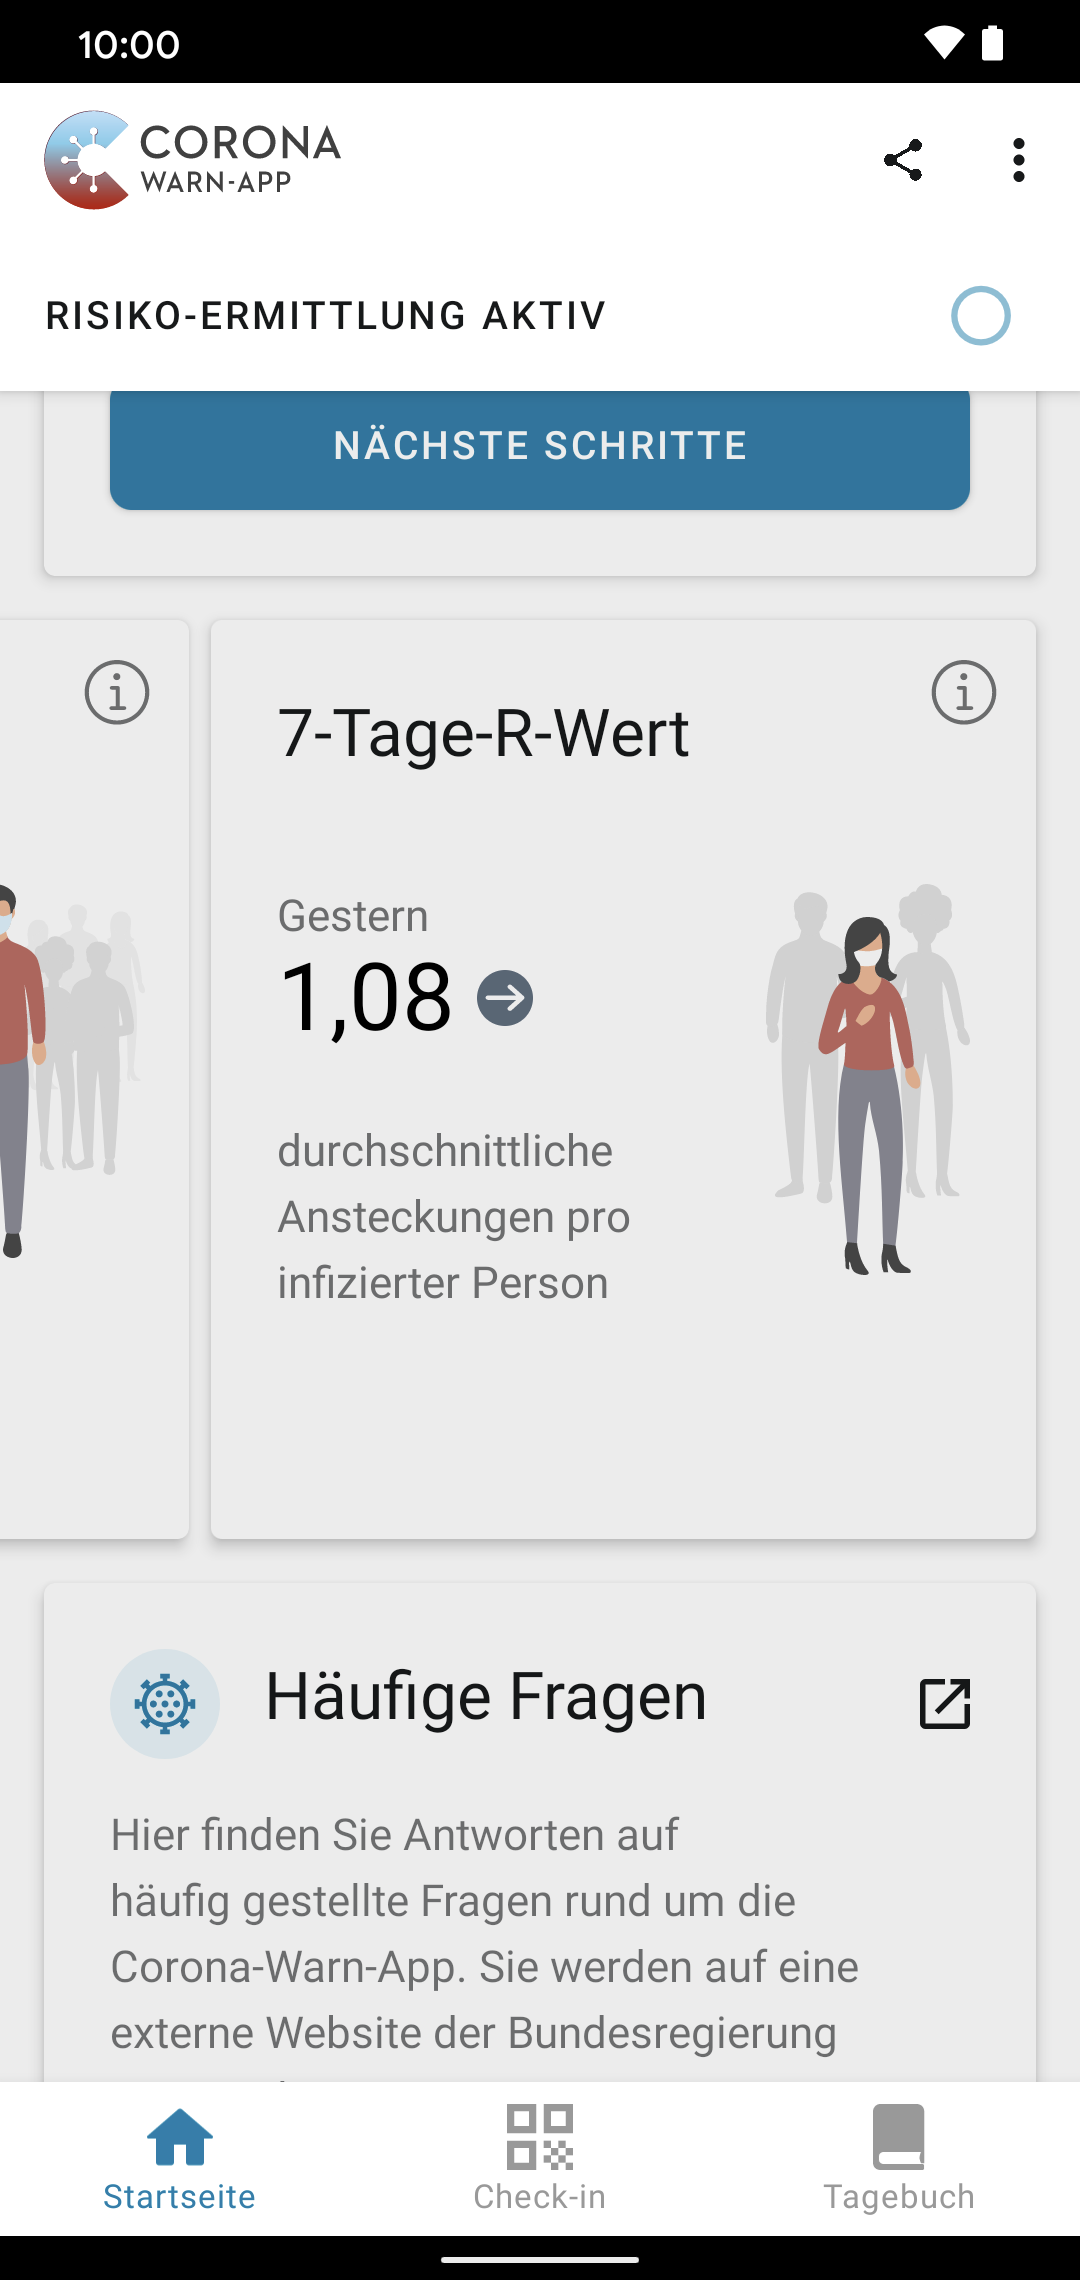 10:00
CORONA
WARN-APP
RISIKO-ERMITTLUNG AKTIV
NÄCHSTE SCHRITTE
7-Tage-R-Wert
Gestern
1,08
durchschnittliche
Ansteckungen pro
infizierter Person
Häufige Fragen
Hier finden Sie Antworten auf
häufig gestellte Fragen rund um die
Corona-Warn-App. Sie werden auf eine
externe Website der Bundesregierung
Startseite
Check-in
Tagebuch